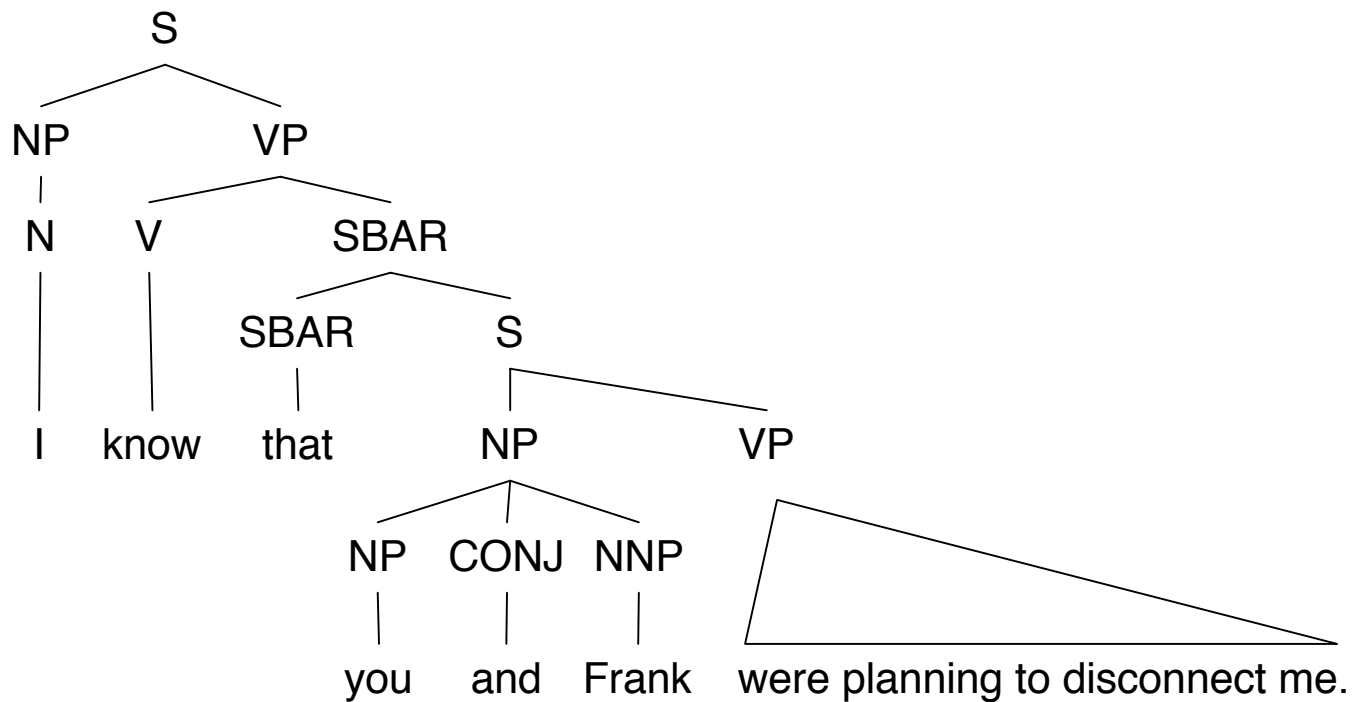 S
NP VP
N V SBAR
SBAR S
I know that NP VP
NP CONJ NNP
you and Frank were planning to disconnect me.